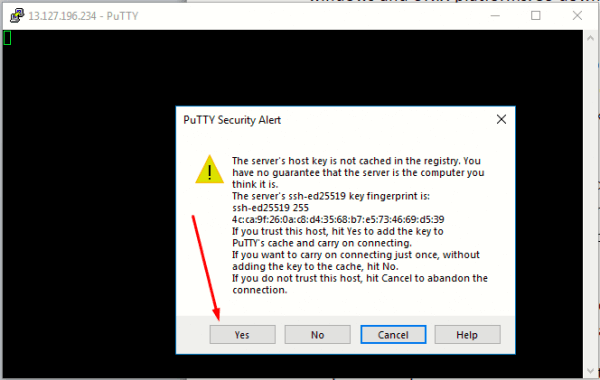 13.127.196.234 - PuTTY
PuTTY Security Alert
The server's host key is not cached in the registry. You
have no guarantee that the server is the computer you
think it is.
The server's ssh-ed25519 key fingerprint is:
ssh-ed25519 255
4c:ca:9f:26:0a:c8:d4:35:68:b7:e5:73:46:69:d5:39
If you trust this host, hit Yes to add the key to
PuTTY's cache and carry on connecting.
If you want to carry on connecting just once, without
adding the key to the cache, hit No.
If you do not trust this host, hit Cancel to abandon the
connection.
Yes
No
Cancel
Help